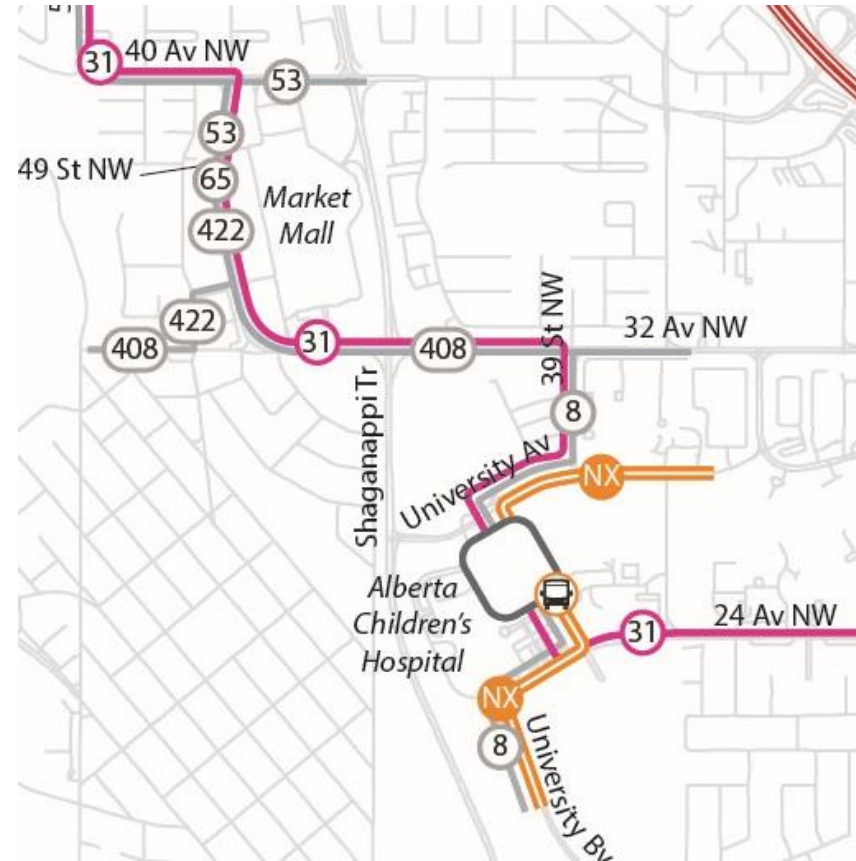 31
40 Av NW
53
53
49 St NW
65
Market
Mall
422
422
408
31
408
39 St NW
32 Av NW
8
Shaganappi Tr
University Av
NX
Alberta
Children's
Hospital
31
24 Av NW
NX
8
University Bv